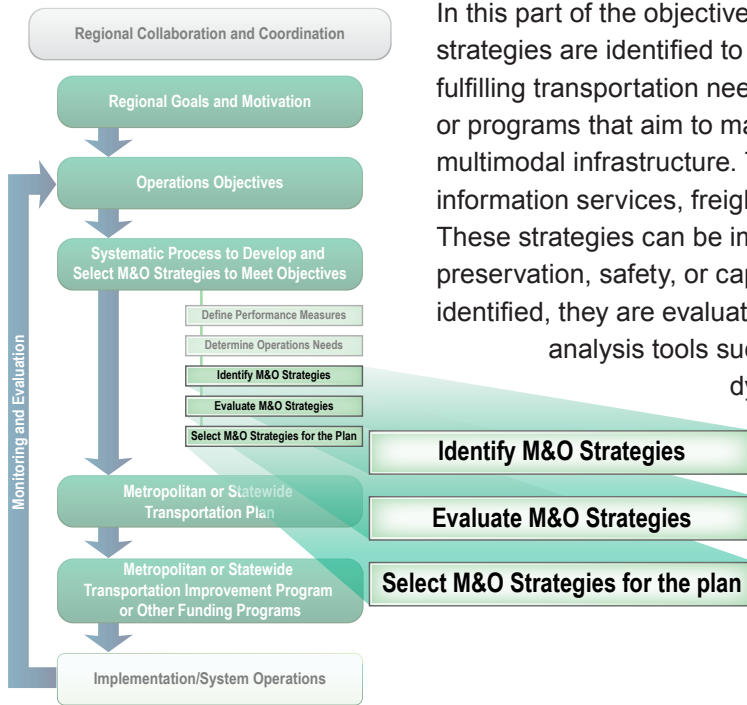 Regional Collaboration and Coordination
Regional Goals and Motivation
Operations Objectives
Systematic Process to Develop and
Select M&O Strategies to Meet Objectives
Define Performance Measures
Determine Operations Needs
Identify M&O Strategies
Evaluate M&O Strategies
Select M&O Strategies for the Plan
Metropolitan or Statewide
Transportation Plan
Metropolitan or Statewide
Transportation Improvement Program
or Other Funding Programs
Implementation/System Operations
Monitoring and Evaluation
In this part of the objective
strategies are identified to
fulfilling transportation nee
or programs that aim to ma
multimodal infrastructure.
information services, freigh
These strategies can be im
preservation, safety, or cap
identified, they are evaluat
analysis tools suc
dy
Identify M&O Strategies
Evaluate M&O Strategies
Select M&O Strategies for the plan